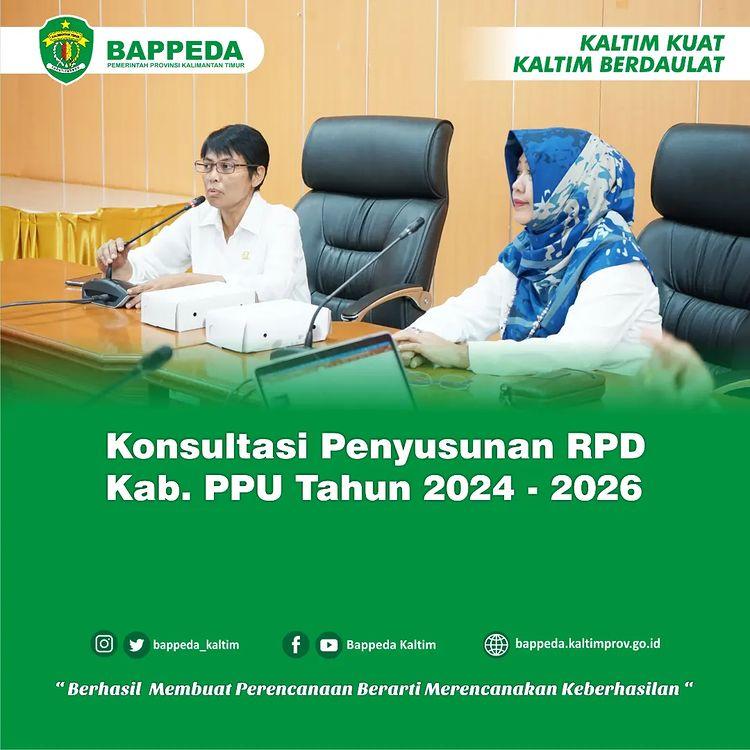 BAPPEDA
PEMERINTAH PROVINSI KALIMANTAN TIMUR
KALTIM KUAT
KALTIM BERDAULAT
Konsultasi Penyusunan RPD
Kab. PPU Tahun 2024 - 2026
bappeda_kaltim
Bappeda Kaltim
bappeda.kaltimprov.go.id
“ Berhasil Membuat Perencanaan Berarti Merencanakan Keberhasilan “